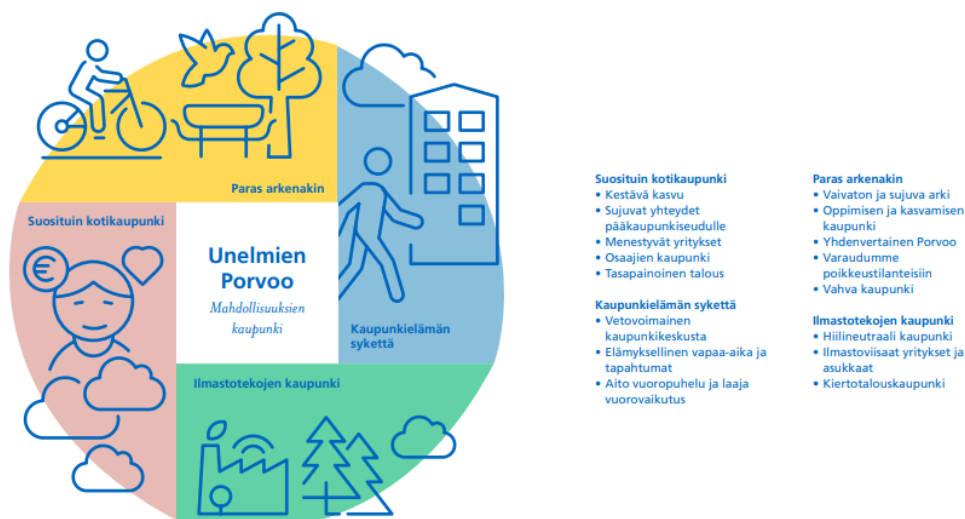 Paras arkenakin
Suosituin kotikaupunki
Unelmien
Porvoo
Mahdollisuuksien
kaupunki
Kaupunkielämän
sykettä
Ilmastotekojen kaupunki
€
Suosituin kotikaupunki
• Kestävä kasvu
• Sujuvat yhteydet
pääkaupunkiseudulle
• Menestyvät yritykset
• Osaajien kaupunki
• Tasapainoinen talous
Kaupunkielämän sykettä
• Vetovoimainen
kaupunkikeskusta
• Elämyksellinen vapaa-aika ja
tapahtumat
• Aito vuoropuhelu ja laaja
vuorovaikutus
Paras arkenakin
• Vaivaton ja sujuva arki
• Oppimisen ja kasvamisen
kaupunki
• Yhdenvertainen Porvoo
• Varaudumme
poikkeustilanteisiin
• Vahva kaupunki
Ilmastotekojen kaupunki
• Hiilineutraali kaupunki
• Ilmastoviisaat yritykset ja
asukkaat
• Kiertotalouskaupunki